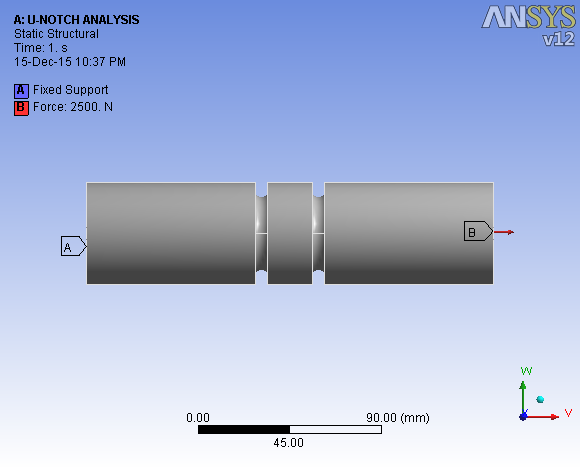 A: U-NOTCH ANALYSIS
Static Structural
Time: 1. s
15-Dec-15 10:37 PM
A Fixed Support
B Force: 2500. N
ANSYS
v12
A
B
0.00 90.00 (mm)
45.00
W
V